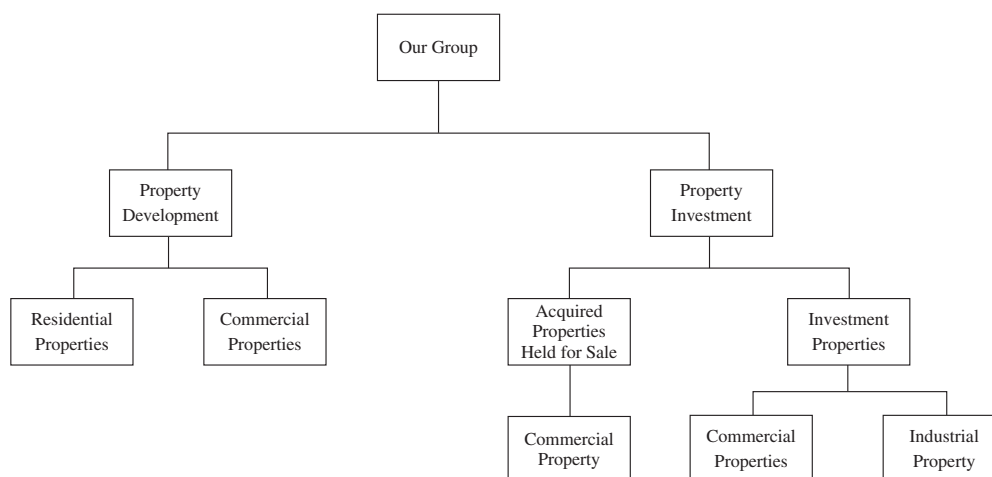 Our Group
Property
Development
Property
Investment
Residential
Properties
Commercial
Properties
Acquired
Properties
Held for Sale
Investment
Properties
Commercial
Property
Commercial
Properties
Industrial
Property